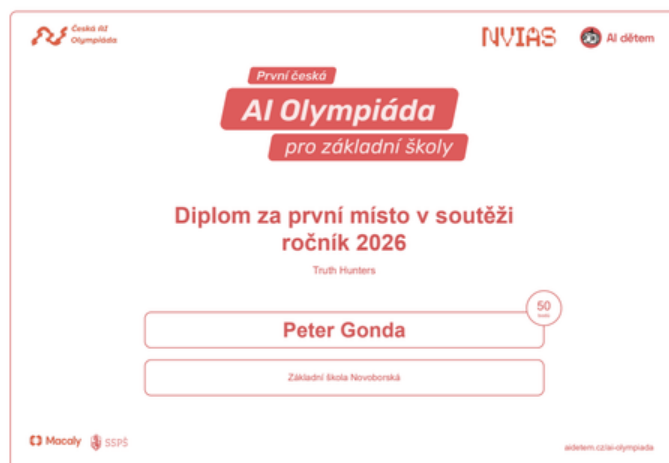 Česká AI
Olympiáda
NVIAS
AI dětem
První česká
AI Olympiáda
pro základní školy
Diplom za první místo v soutěži
ročník 2026
Truth Hunters
50
bodů
Peter Gonda
Základní škola Novoborská
Macaly
SSPŠ
aidetem.cz/ai-olympiada